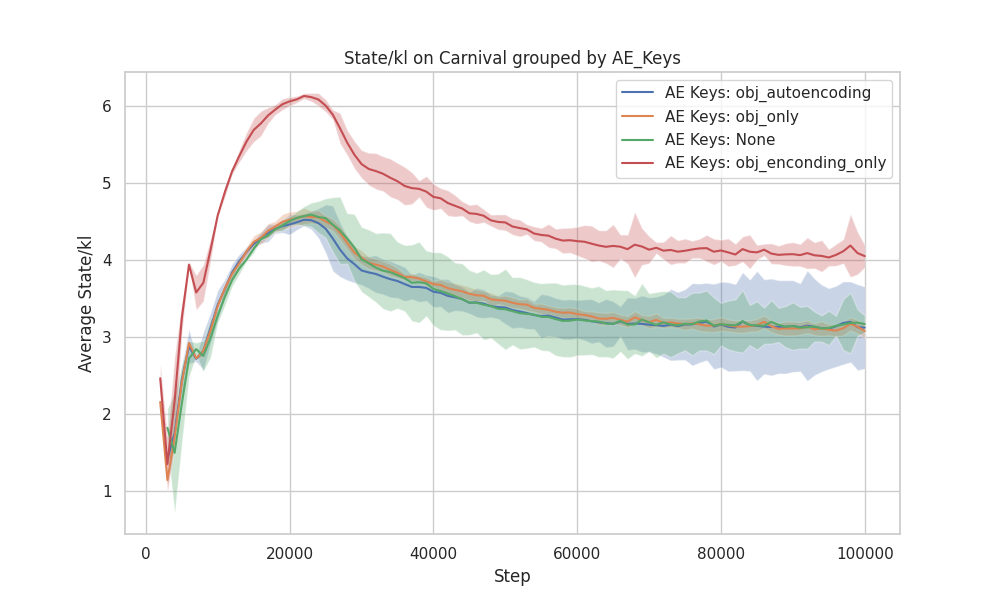 State/kl on Carnival grouped by AE_Keys
AE Keys: obj_autoencoding
AE Keys: obj_only
AE Keys: None
AE Keys: obj_enconding_only
Average State/kl
6
5
4
3
2
1
0 20000 40000 60000 80000 100000
Step